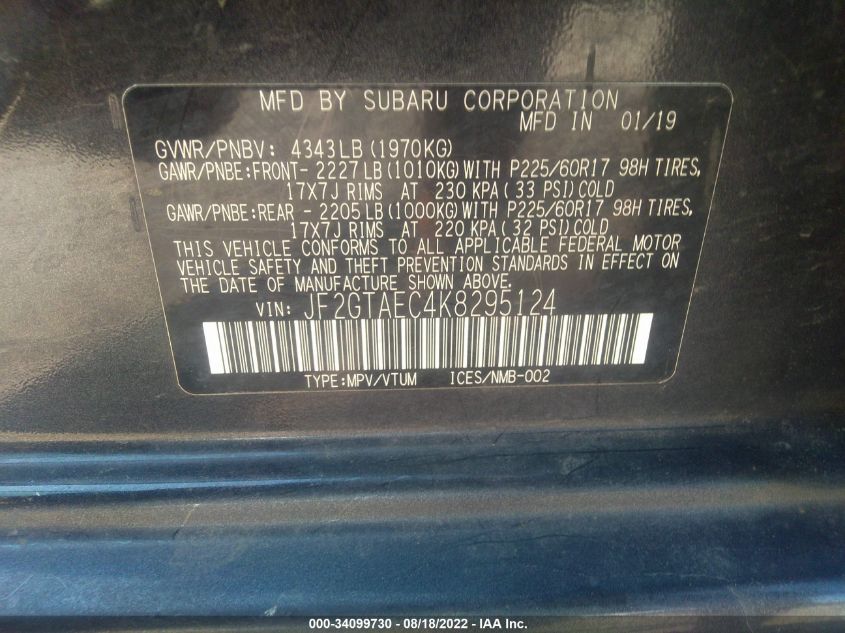 MFD BY SUBARU CORPORATION
MFD IN 01/19
GVWR/PNBV: 4343LB (1970KG)
GAWR/PNBE:FRONT- 2227 LB (1010KG) WITH P225/60R17 98H TIRES,
17X7J RIMS AT 230 KPA ( 33 PSI) COLD
GAWR/PNBE:REAR - 2205 LB (1000KG) WITH P225/60R17 98H TIRES,
17X7J RIMS AT 220 KPA ( 32 PSI) COLD
THIS VEHICLE CONFORMS TO ALL APPLICABLE FEDERAL MOTOR
VEHICLE SAFETY AND THEFT PREVENTION STANDARDS IN EFFECT ON
THE DATE OF MANUFACTURE SHOWN ABOVE.
VIN: JF2GTAEC4K8295124
TYPE:MPV/VTUM ICES/NMB-002
000-34099730 - 08/18/2022 - IAA Inc.